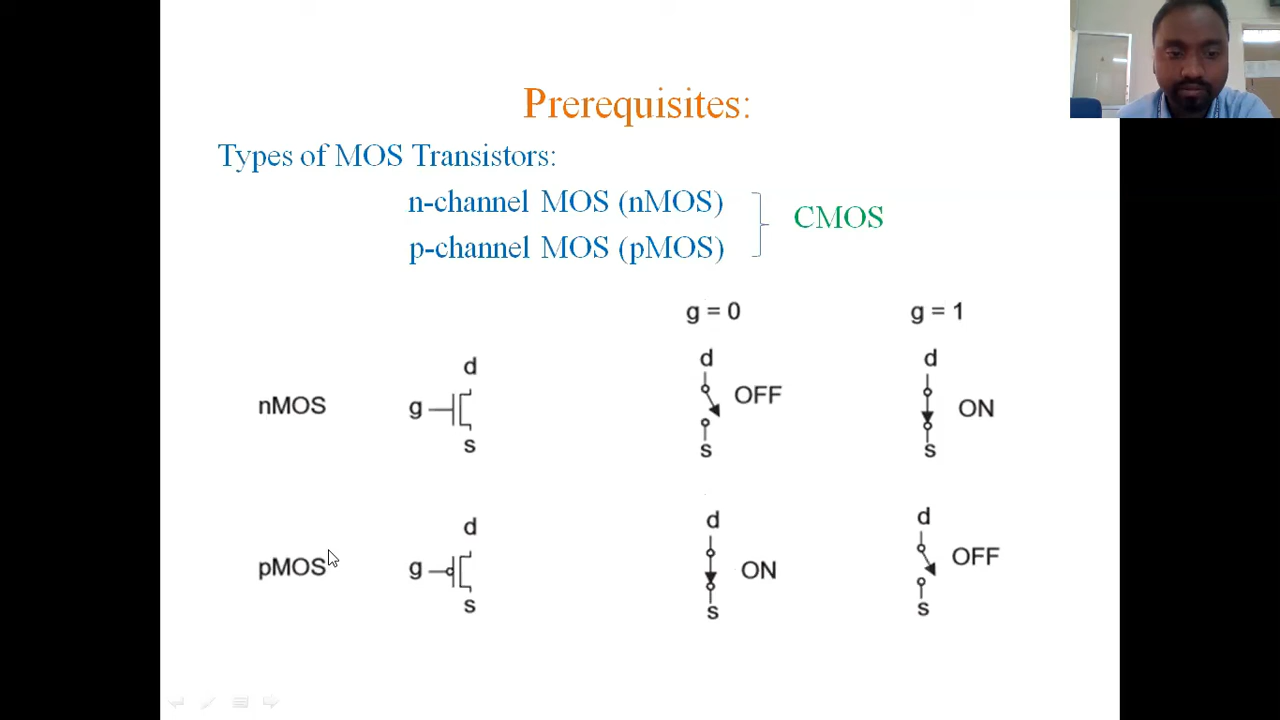 Prerequisites:
Types of MOS Transistors:
n-channel MOS (nMOS)
p-channel MOS (pMOS)
CMOS
g = 0
g = 1
nMOS
d
g
s
d
OFF
s
d
ON
s
pMOS
d
g
s
d
ON
s
d
OFF
s